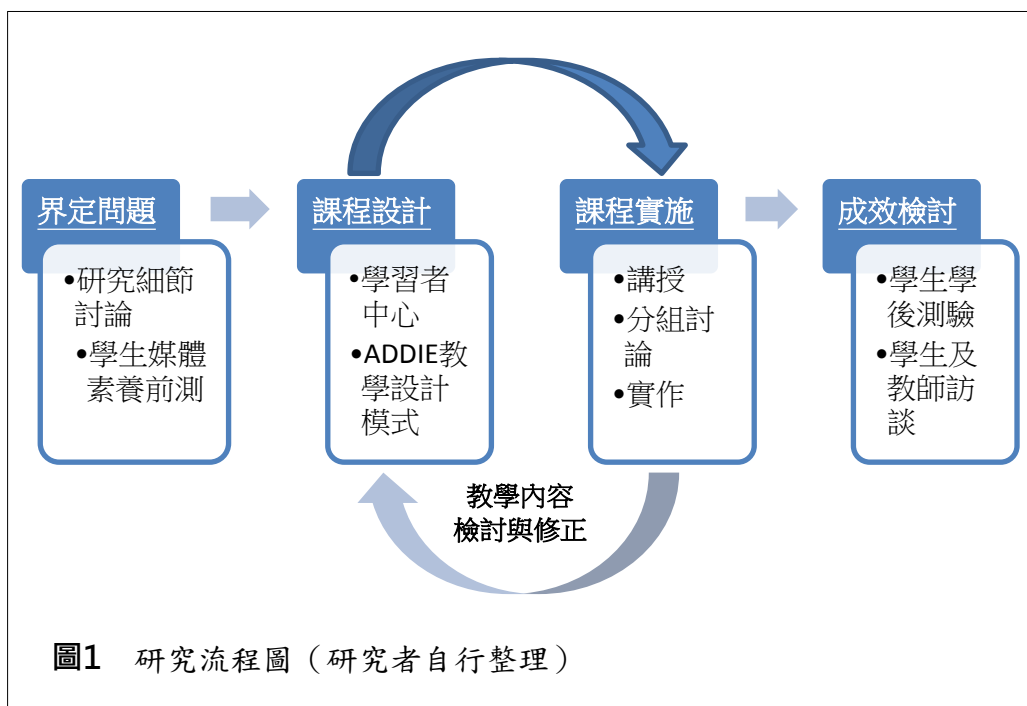 界定問題
•研究細節
討論
•學生媒體
素養前測
課程設計
•學習者
中心
•ADDIE教
學設計
模式
課程實施
•講授
•分組討
論
•實作
成效檢討
•學生學
後測驗
•學生及
教師訪
談
教學內容
檢討與修正
圖1 研究流程圖（研究者自行整理）